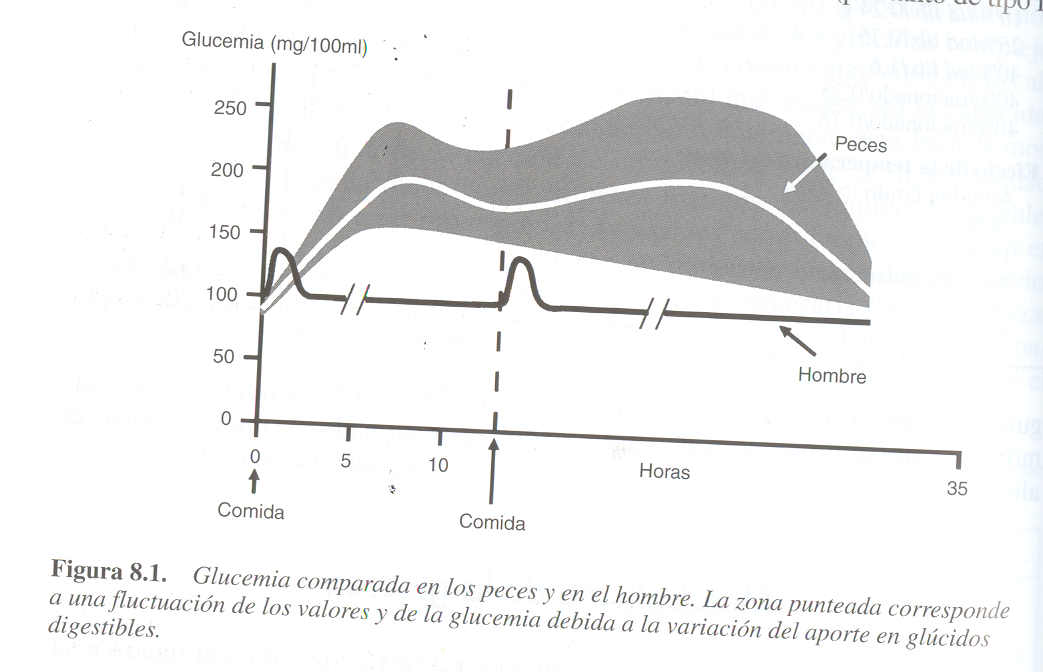 Glucemia (mg/100ml)
250
200
150
100
50
0
Peces
Hombre
0
5
10
Horas
35
Comida
Comida
Figura 8.1. Glucemia comparada en los peces y en el hombre. La zona punteada corresponde
a una fluctuación de los valores y de la glucemia debida a la variación del aporte en glúcidos
digestibles.